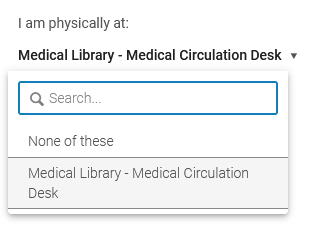 I am physically at:
Medical Library - Medical Circulation Desk
Search...
None of these
Medical Library - Medical Circulation
Desk